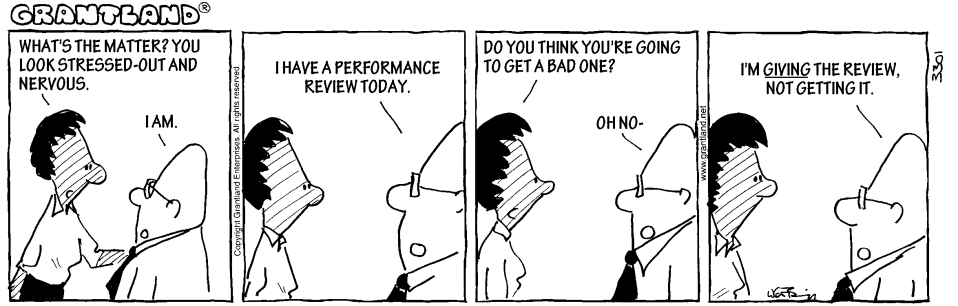 GRANTLAND®
WHAT'S THE MATTER? YOU
LOOK STRESSED-OUT AND
NERVOUS.
I AM.
Copyright Grantland Enterprises. All rights reserved
I HAVE A PERFORMANCE
REVIEW TODAY.
DO YOU THINK YOU'RE GOING
TO GET A BAD ONE?
OH NO-
www.grantland.net
I'M GIVING THE REVIEW,
NOT GETTING IT.
3301